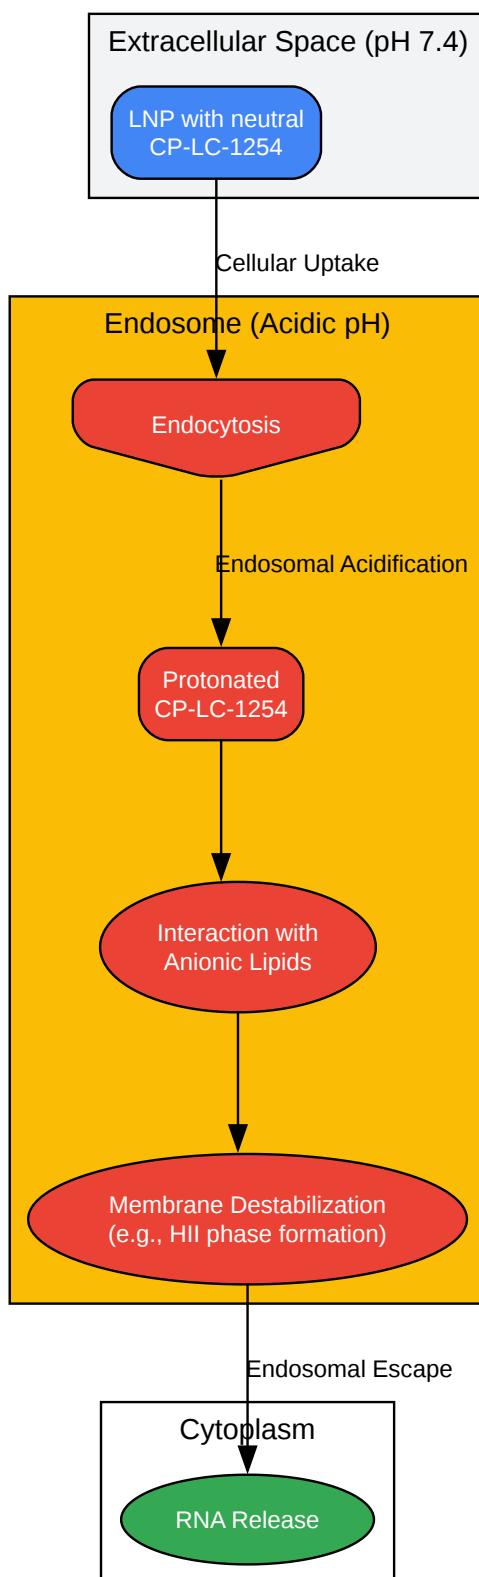 Extracellular Space (pH 7.4)
LNP with neutral
CP-LC-1254
Cellular Uptake
Endosome (Acidic pH)
Endocytosis
Endosomal Acidification
Protonated
CP-LC-1254
Interaction with
Anionic Lipids
Membrane Destabilization
(e.g., HII phase formation)
Endosomal Escape
Cytoplasm
RNA Release